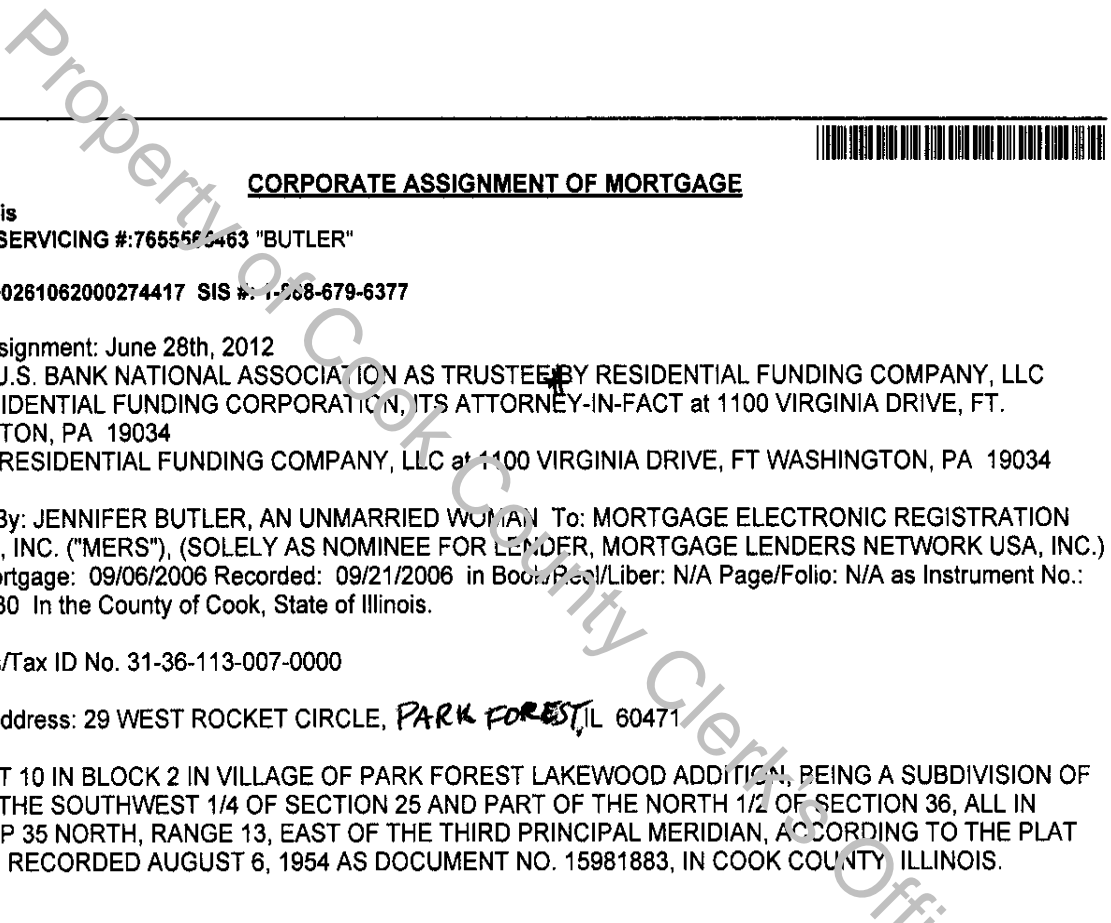 Property of Cook County Clerk's Offi
CORPORATE ASSIGNMENT OF MORTGAGE
is
SERVICING "BUTLER"
0261062000274417 SIS
signment: June 28th, 2012
U.S. BANK NATIONAL ASSOCIATION AS TRUSTEE BY RESIDENTIAL FUNDING COMPANY, LLC
IDENTIAL FUNDING CORPORATION, ITS ATTORNEY-IN-FACT at 1100 VIRGINIA DRIVE, FT.
TON, PA 19034
RESIDENTIAL FUNDING COMPANY, LLC at 1100 VIRGINIA DRIVE, FT WASHINGTON, PA 19034
By: JENNIFER BUTLER, AN UNMARRIED WOMAN To: MORTGAGE ELECTRONIC REGISTRATION
, INC. ("MERS"), (SOLELY AS NOMINEE FOR LENDER, MORTGAGE LENDERS NETWORK USA, INC.)
ortgage: 09/06/2006 Recorded: 09/21/2006 in Book/Reel/Liber: N/A Page/Folio: N/A as Instrument No.:
30 In the County of Cook, State of Illinois.
/Tax ID No. 31-36-113-007-0000
ddress: 29 WEST ROCKET CIRCLE, PARK FOREST, IL 60471
T 10 IN BLOCK 2 IN VILLAGE OF PARK FOREST LAKEWOOD ADDITION, BEING A SUBDIVISION OF
THE SOUTHWEST 1/4 OF SECTION 25 AND PART OF THE NORTH 1/2 OF SECTION 36, ALL IN
P 35 NORTH, RANGE 13, EAST OF THE THIRD PRINCIPAL MERIDIAN, ACCORDING TO THE PLAT
RECORDED AUGUST 6, 1954 AS DOCUMENT NO. 15981883, IN COOK COUNTY ILLINOIS.